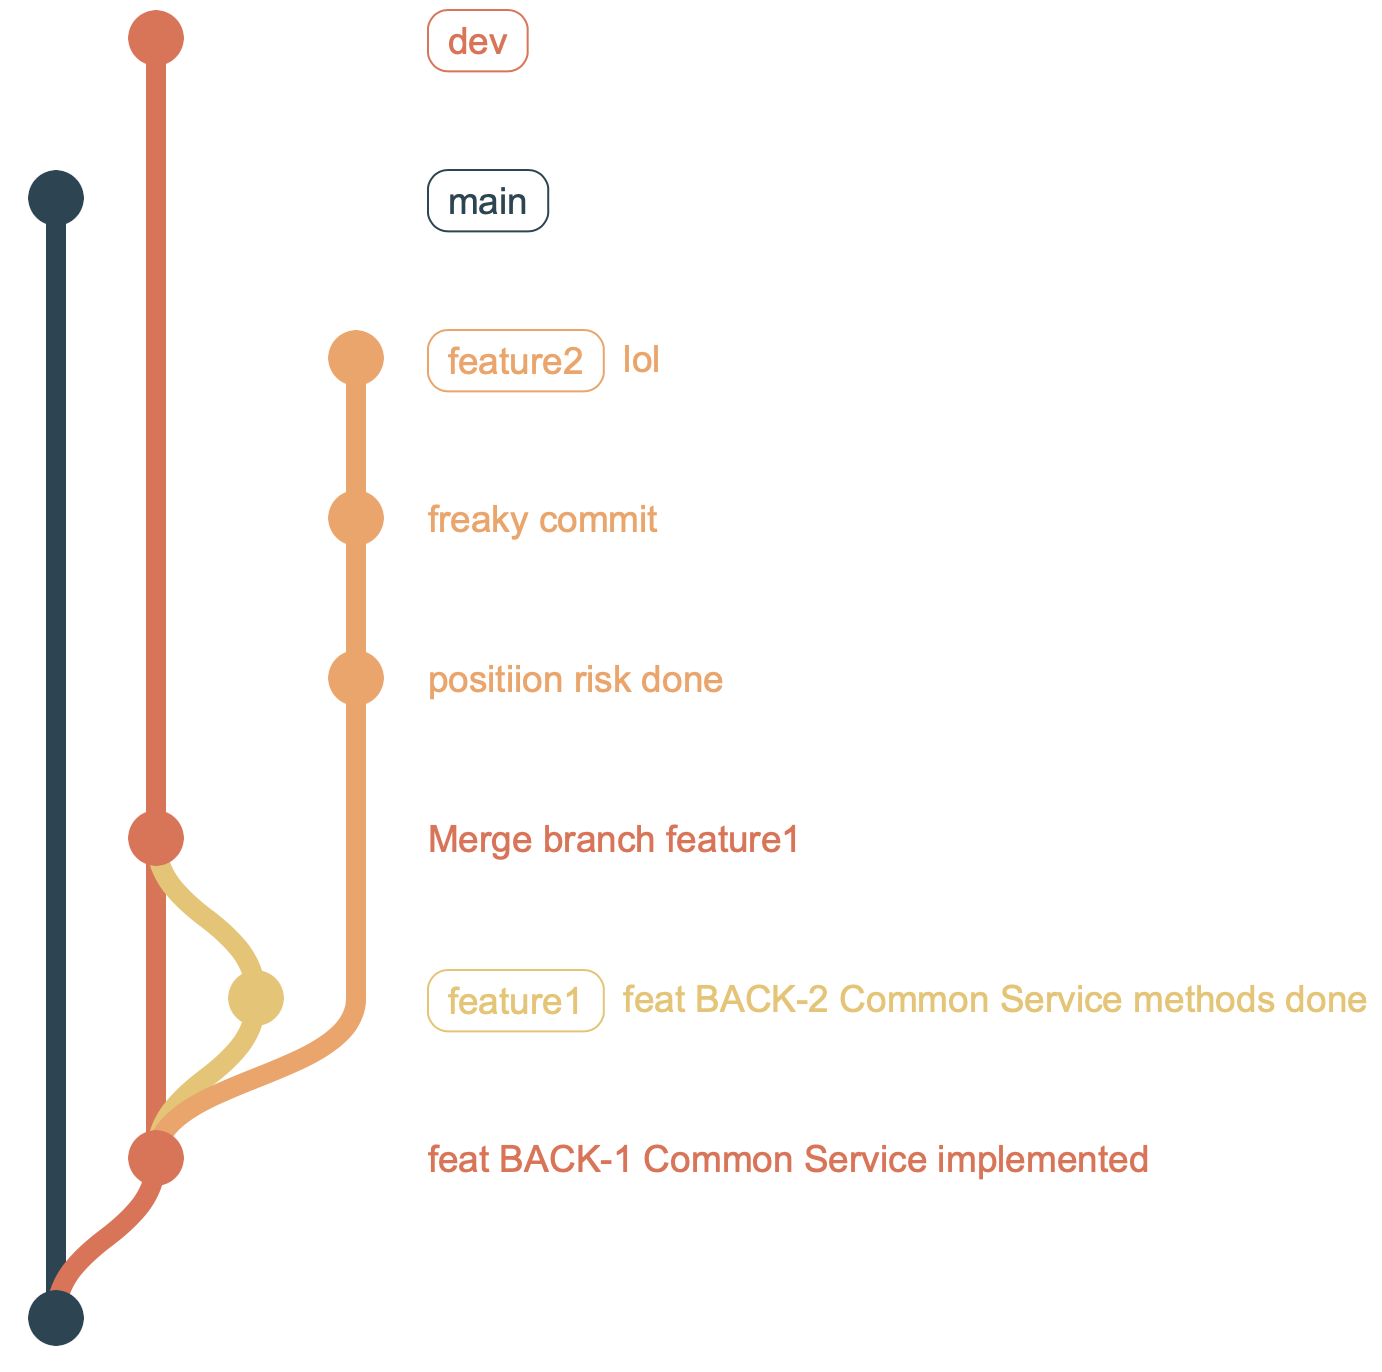 dev
main
feature2 lol
freaky commit
positiion risk done
Merge branch feature1
feature1 feat BACK-2 Common Service methods done
feat BACK-1 Common Service implemented